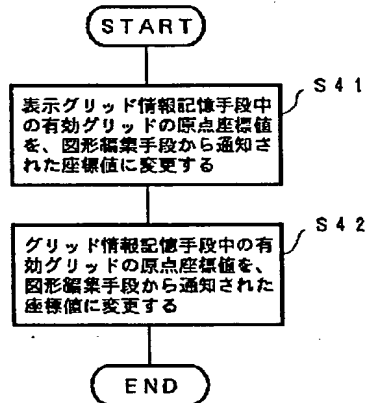 START
S41
表示グリッド情報記憶手段中
の有効グリッドの原点座標値
を、図形編集手段から通知さ
れた座標値に変更する
S42
グリッド情報記憶手段中の有
効グリッドの原点座標値を、
図形編集手段から通知された
座標値に変更する
END